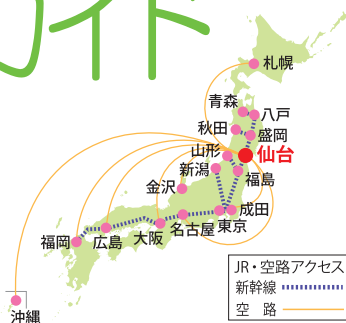 ガイド
札幌
青森
八戸
秋田
盛岡
山形
仙台
新潟
福島
金沢
成田
東京
名古屋
大阪
広島
福岡
沖縄
JR・空路アクセス
新幹線
空 路